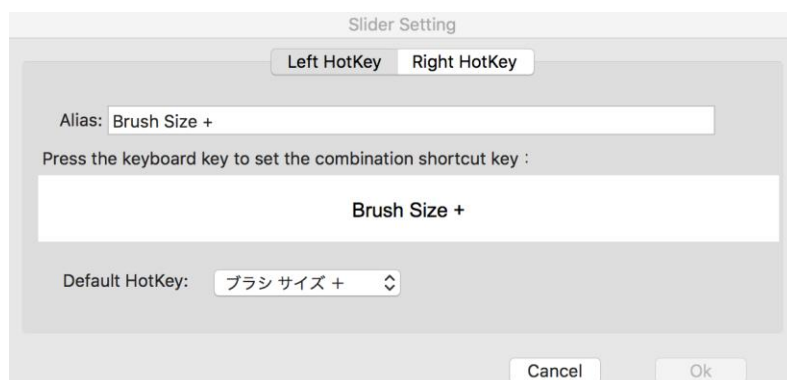 Slider Setting
Left HotKey Right HotKey
Alias: Brush Size +
Press the keyboard key to set the combination shortcut key :
Brush Size +
Default HotKey: ブラシ サイズ +
Cancel Ok